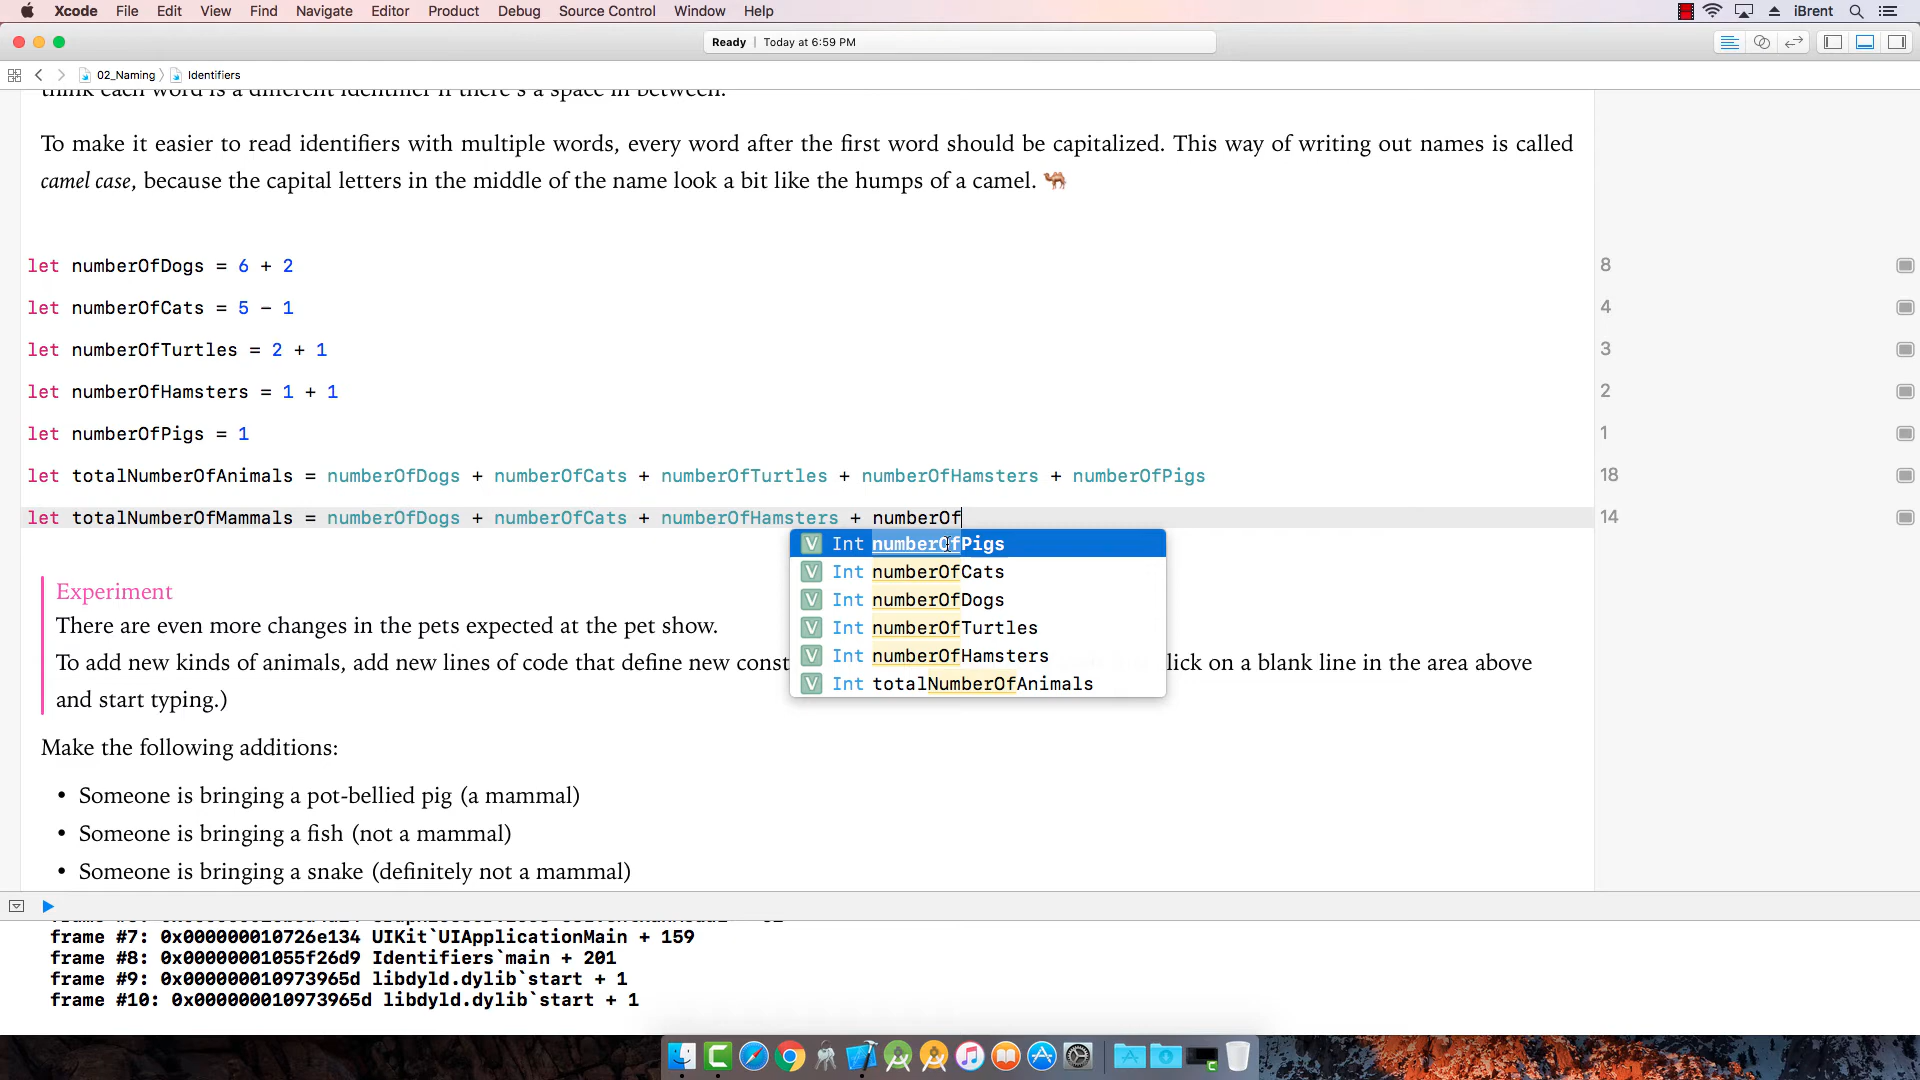 Xcode File Edit View Find Navigate Editor Product Debug Source Control Window Help iBrent
Ready | Today at 6:59 PM
02_Naming Identifiers
think each word is a different identifier if there's a space in between.
To make it easier to read identifiers with multiple words, every word after the first word should be capitalized. This way of writing out names is called
camel case, because the capital letters in the middle of the name look a bit like the humps of a camel. 🐫
let numberOfDogs = 6 + 2 8
let numberOfCats = 5 - 1 4
let numberOfTurtles = 2 + 1 3
let numberOfHamsters = 1 + 1 2
let numberOfPigs = 1 1
let totalNumberOfAnimals = numberOfDogs + numberOfCats + numberOfTurtles + numberOfHamsters + numberOfPigs 18
let totalNumberOfMammals = numberOfDogs + numberOfCats + numberOfHamsters + numberOf 14
V Int numberOfPigs
V Int numberOfCats
V Int numberOfDogs
V Int numberOfTurtles
V Int numberOfHamsters
V Int totalNumberOfAnimals
Experiment
There are even more changes in the pets expected at the pet show.
To add new kinds of animals, add new lines of code that define new const lick on a blank line in the area above
and start typing.)
Make the following additions:
• Someone is bringing a pot-bellied pig (a mammal)
• Someone is bringing a fish (not a mammal)
• Someone is bringing a snake (definitely not a mammal)
frame #7: 0x000000010726e134 UIKit`UIApplicationMain + 159
frame #8: 0x00000001055f26d9 Identifiers`main + 201
frame #9: 0x000000010973965d libdyld.dylib`start + 1
frame #10: 0x000000010973965d libdyld.dylib`start + 1